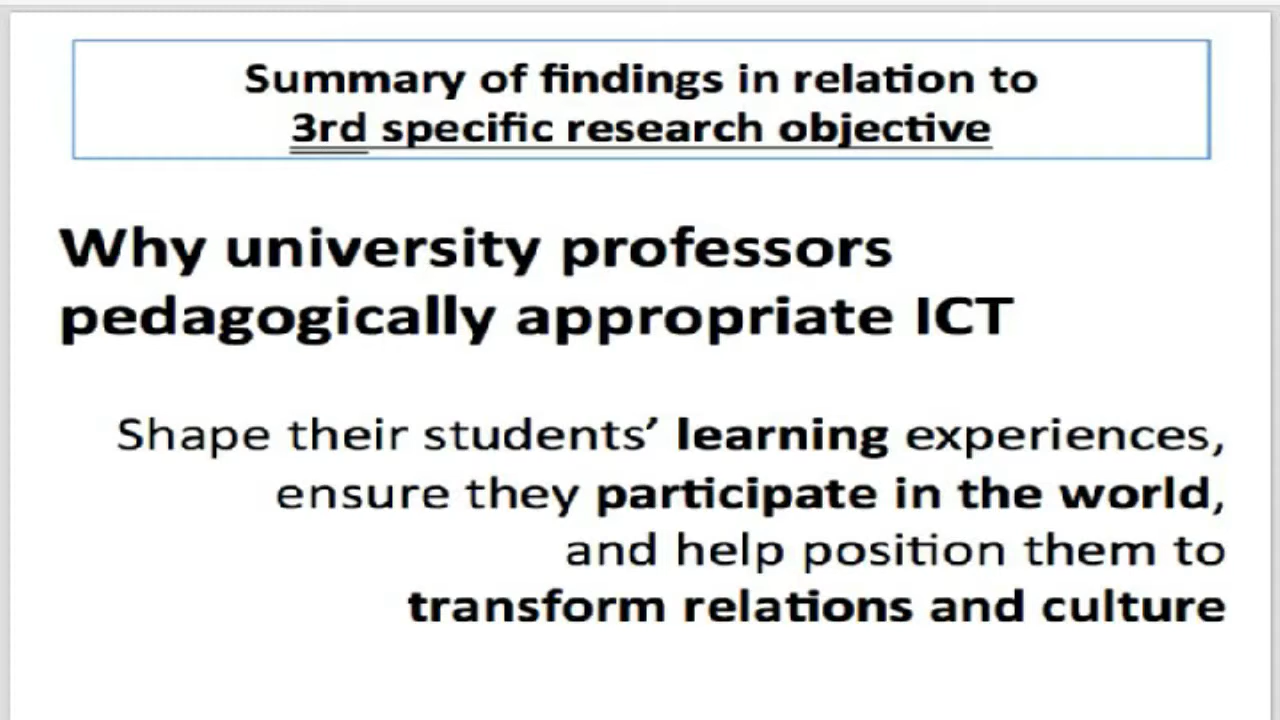 Summary of findings in relation to
3rd specific research objective
Why university professors
pedagogically appropriate ICT
Shape their students’ learning experiences,
ensure they participate in the world,
and help position them to
transform relations and culture